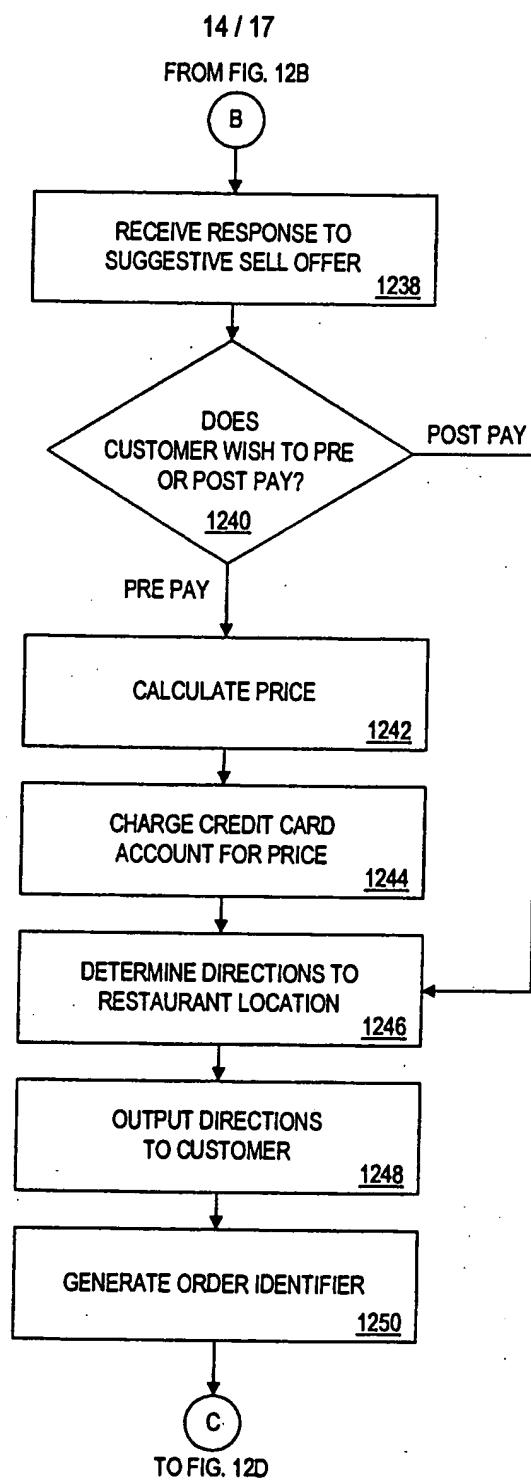 14 / 17
FROM FIG. 12B
B
RECEIVE RESPONSE TO
SUGGESTIVE SELL OFFER
1238
DOES
CUSTOMER WISH TO PRE
OR POST PAY?
1240
POST PAY
PRE PAY
CALCULATE PRICE
1242
CHARGE CREDIT CARD
ACCOUNT FOR PRICE
1244
DETERMINE DIRECTIONS TO
RESTAURANT LOCATION
1246
OUTPUT DIRECTIONS
TO CUSTOMER
1248
GENERATE ORDER IDENTIFIER
1250
C
TO FIG. 12D